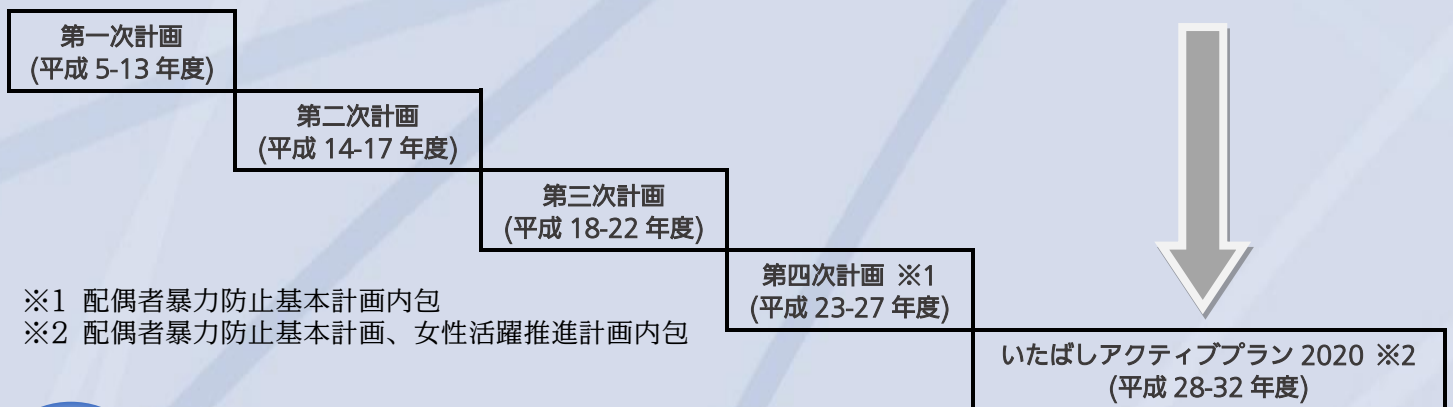 第一次計画
(平成 5-13 年度)
第二次計画
(平成 14-17 年度)
第三次計画
(平成 18-22 年度)
第四次計画 ※1
(平成 23-27 年度)
※1 配偶者暴力防止基本計画内包
※2 配偶者暴力防止基本計画、女性活躍推進計画内包
いたばしアクティブプラン 2020 ※2
(平成 28-32 年度)